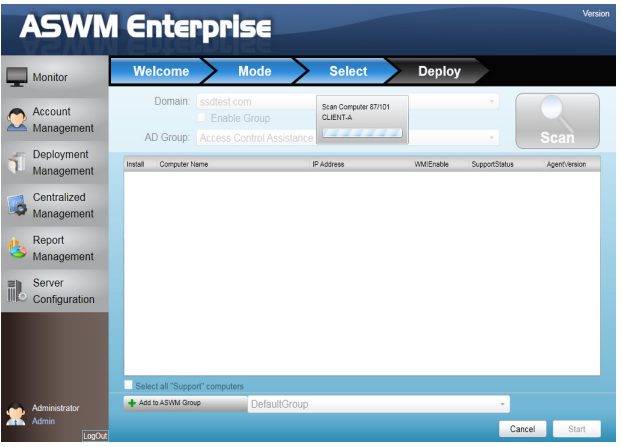 ASWM Enterprise
Version
Monitor
Account
Management
Deployment
Management
Centralized
Management
Report
Management
Server
Configuration
Administrator
Admin
LogOut
Welcome
Mode
Select
Deploy
Domain: ssdtest.com
Enable Group
AD Group: Access Control Assistance
Scan Computer 87/101
CLIENT-A
Scan
Install Computer Name IP Address WMIEnable SupportStatus AgentVersion
Select all "Support" computers
Add to ASWM Group DefaultGroup
Cancel Start